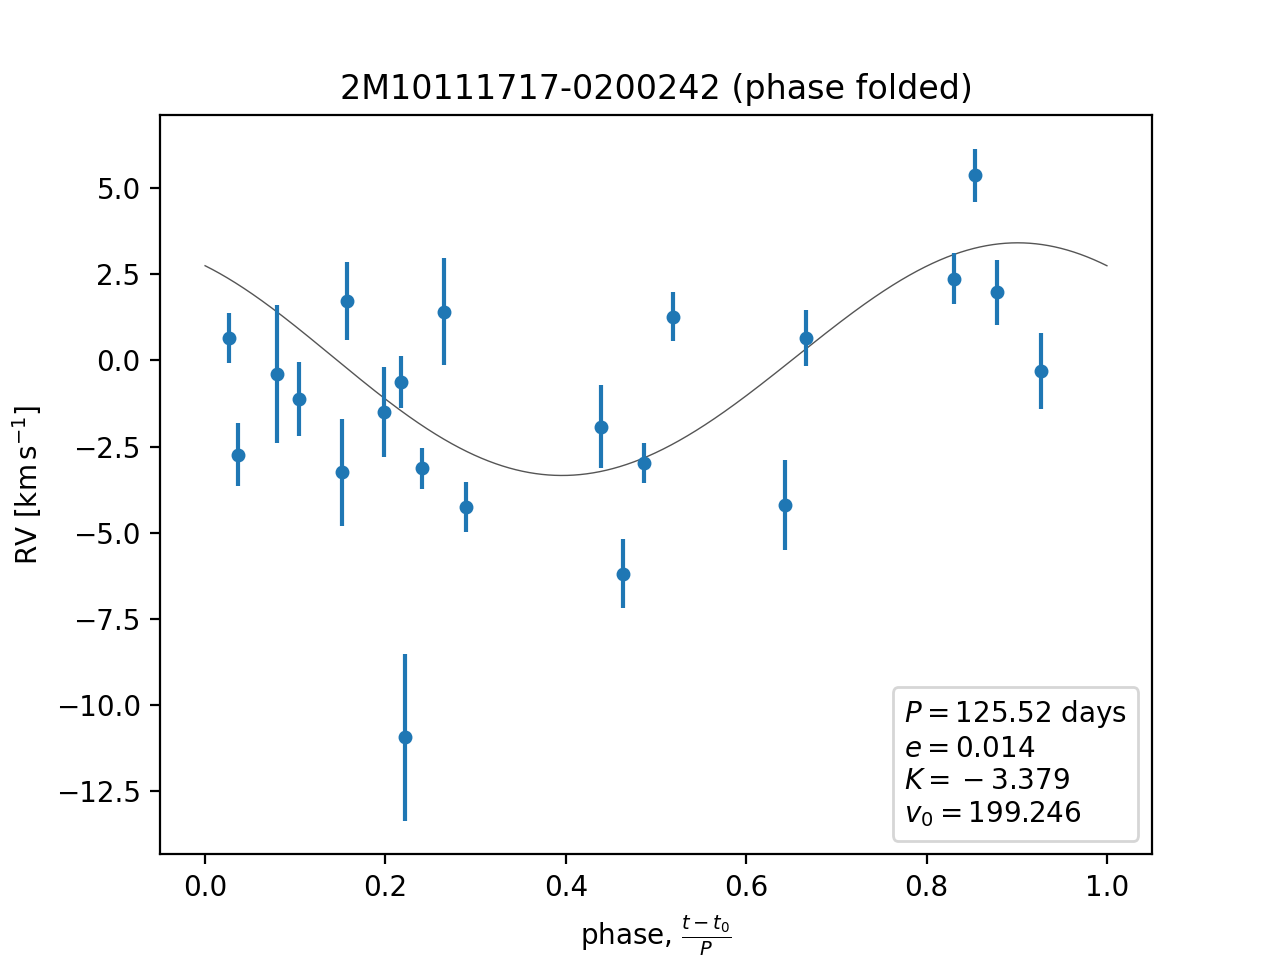 2M10111717-0200242 (phase folded)
RV [km s⁻¹]
5.0
2.5
0.0
−2.5
−5.0
−7.5
−10.0
−12.5
P = 125.52 days
e = 0.014
K = −3.379
v₀ = 199.246
0.0 0.2 0.4 0.6 0.8 1.0
phase, (t − t₀)/P